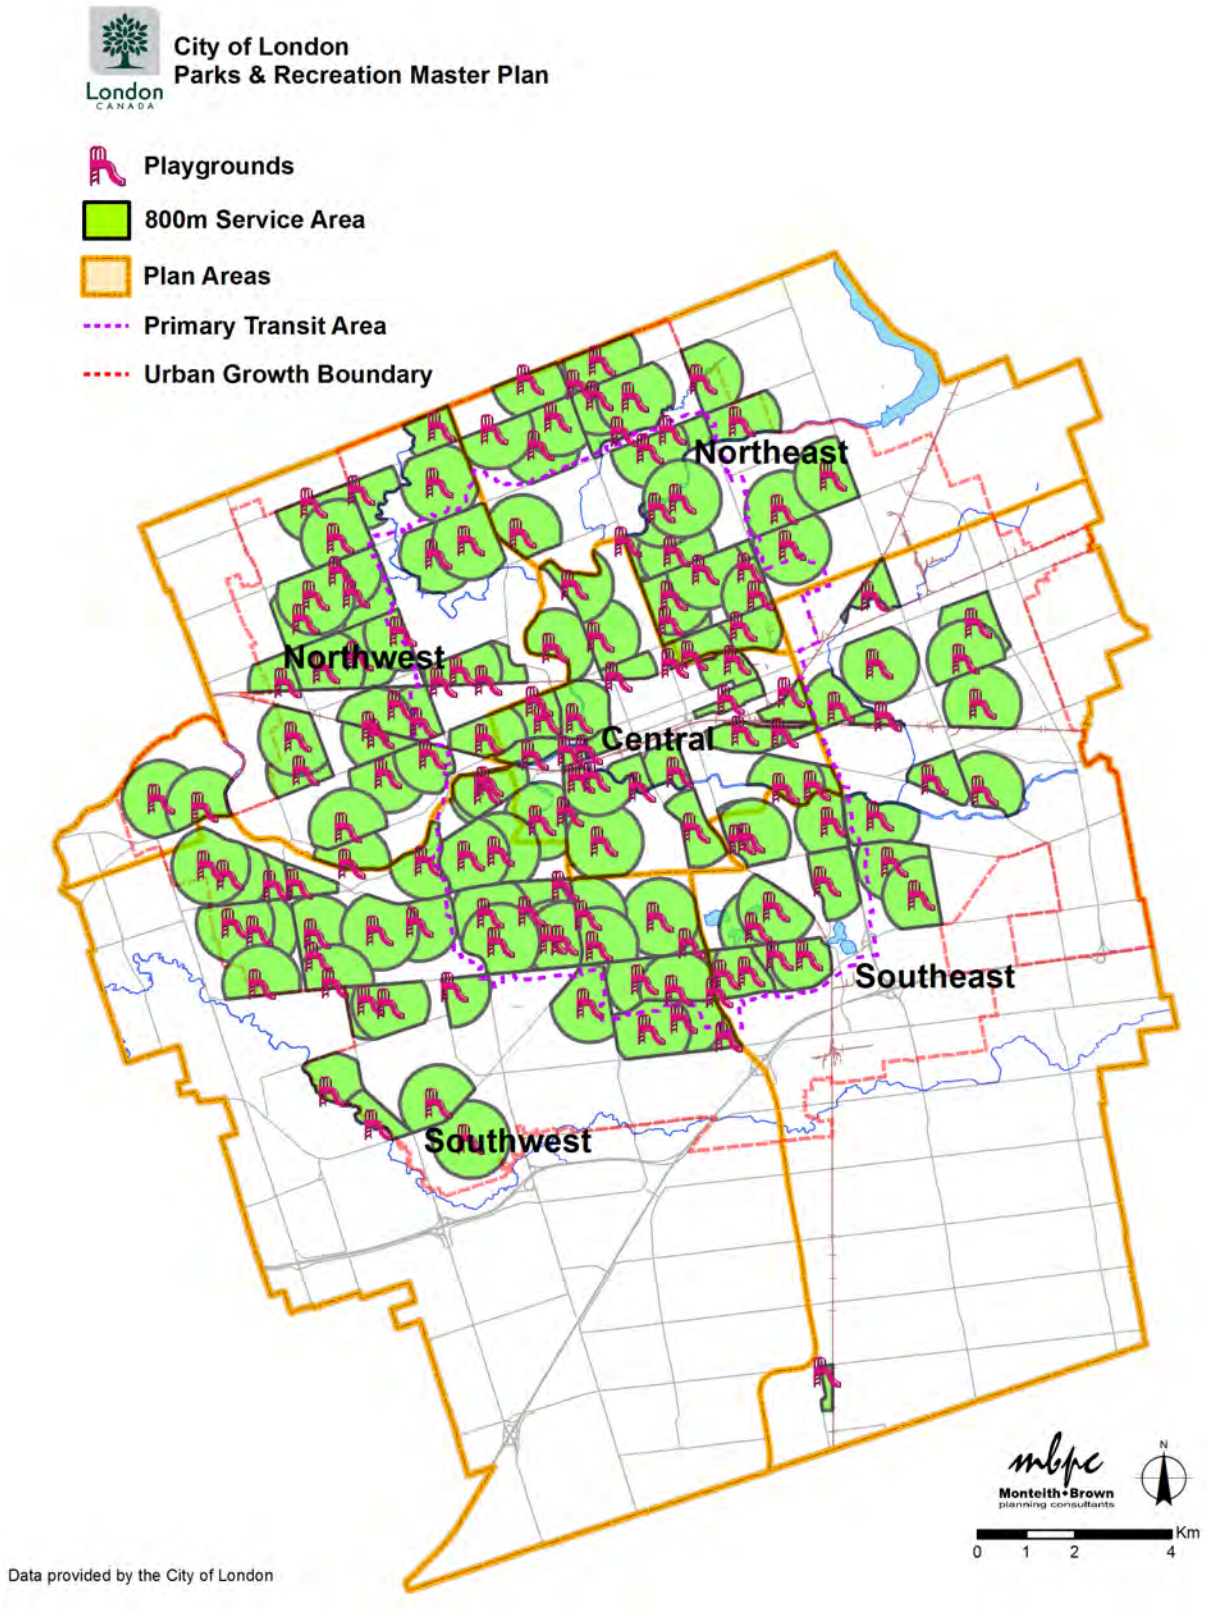 City of London
Parks & Recreation Master Plan
London
CANADA
Playgrounds
800m Service Area
Plan Areas
Primary Transit Area
Urban Growth Boundary
Northeast
Northwest
Central
Southeast
Southwest
mbpc
Monteith•Brown
planning consultants
N
Km
0 1 2 4
Data provided by the City of London